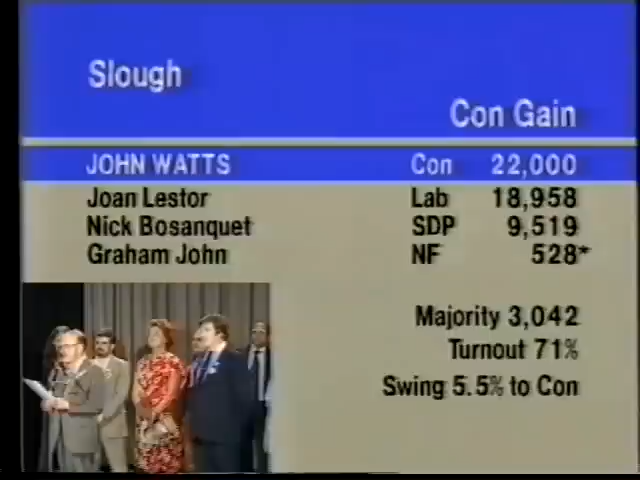 Slough
Con Gain
JOHN WATTS Con 22,000
Joan Lestor Lab 18,958
Nick Bosanquet SDP 9,519
Graham John NF 528*
Majority 3,042
Turnout 71%
Swing 5.5% to Con